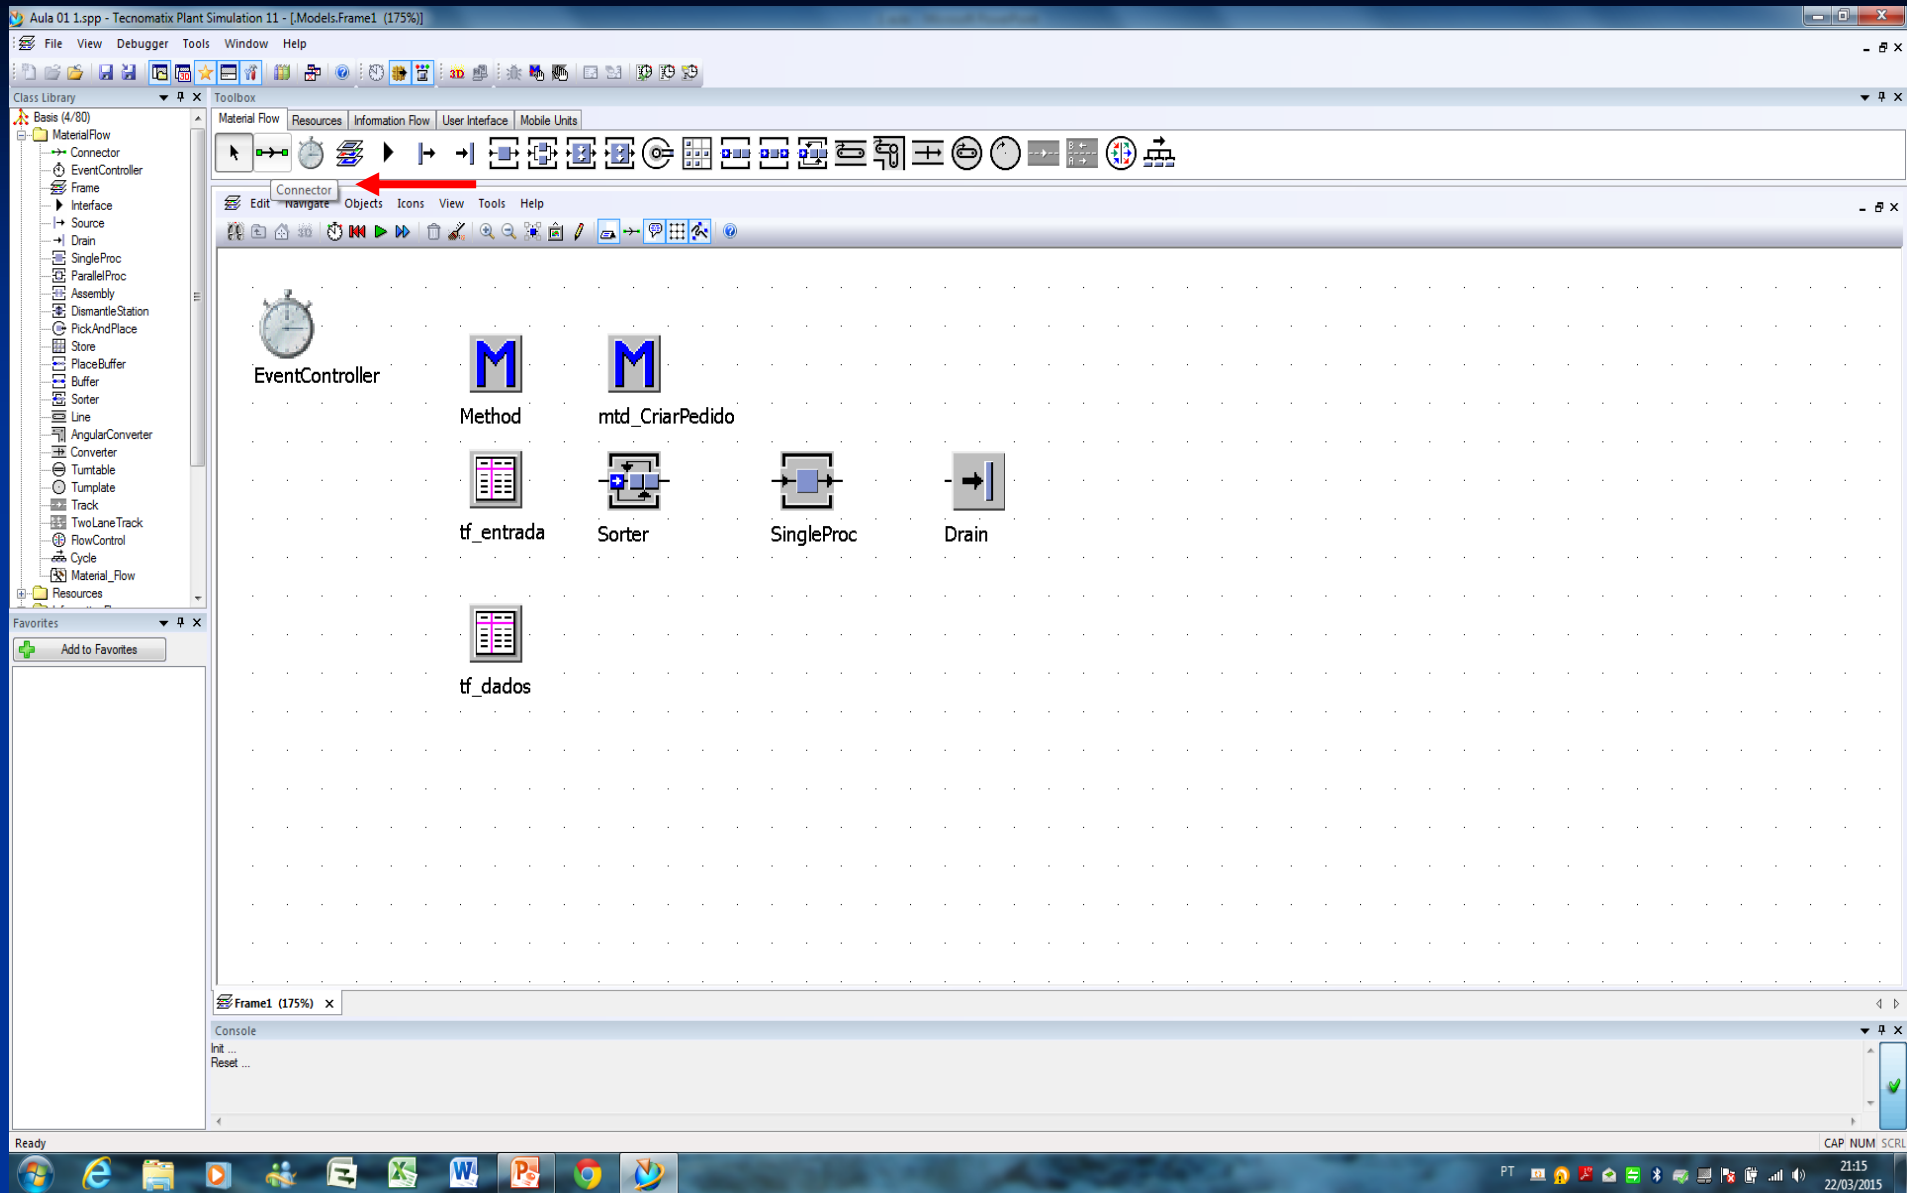 Aula 01 1.spp - Tecnomatix Plant Simulation 11 - [.Models.Frame1 (175%)]
File View Debugger Tools Window Help
Class Library
Toolbox
Basis (4/80)
MaterialFlow
Connector
EventController
Frame
Interface
Source
Drain
SingleProc
ParallelProc
Assembly
DismantleStation
PickAndPlace
Store
PlaceBuffer
Buffer
Sorter
Line
AngularConverter
Converter
Turntable
Turnplate
Track
TwoLaneTrack
FlowControl
Cycle
Material_Flow
Resources
Favorites
Add to Favorites
Material Flow Resources Information Flow User Interface Mobile Units
Connector
Edit Navigate Objects Icons View Tools Help
EventController
Method
mtd_CriarPedido
tf_entrada
Sorter
SingleProc
Drain
tf_dados
Frame1 (175%)
Console
Init ...
Reset ...
Ready
CAP NUM SCRL
PT
21:15
22/03/2015